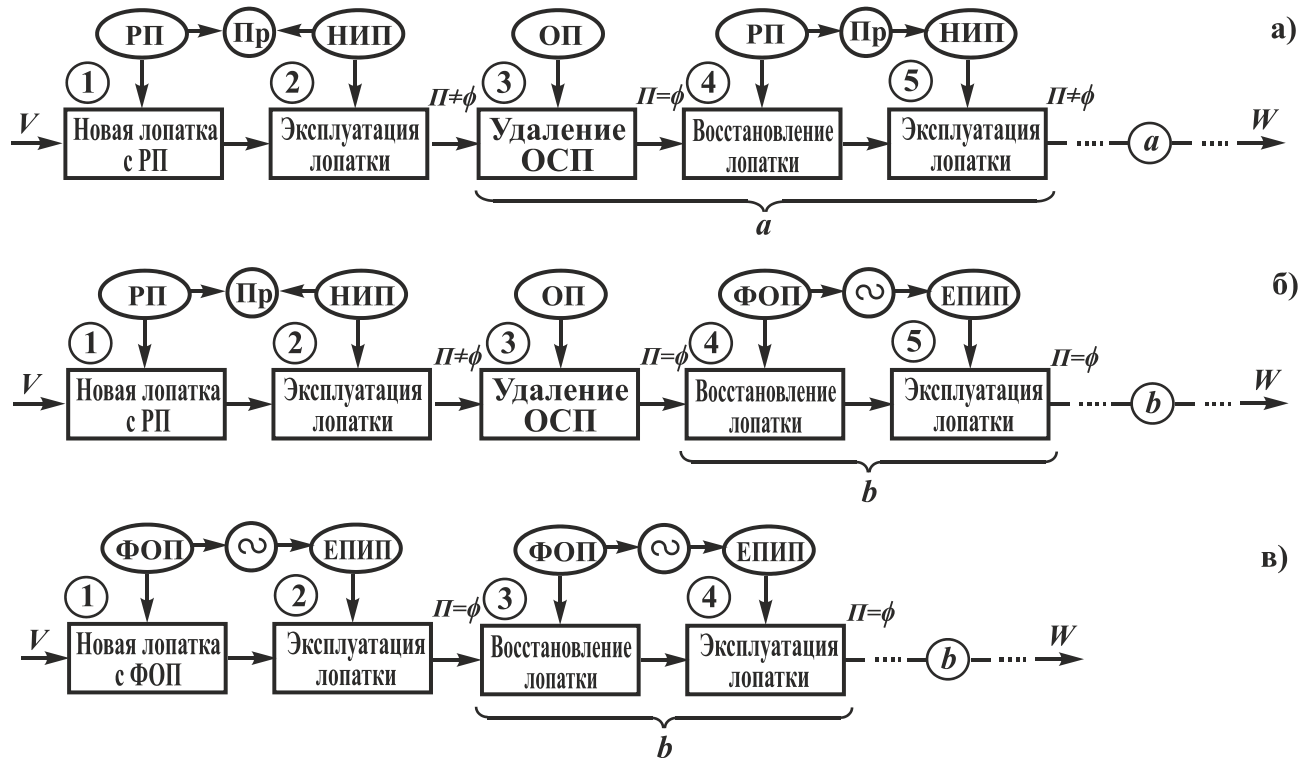 РП Пр НИП ОП РП Пр НИП а)
1 2 3 4 5
V П≠ϕ П=ϕ П≠ϕ W
Новая лопатка Эксплуатация Удаление Восстановление Эксплуатация
с РП лопатки ОСП лопатки лопатки a
a
РП Пр НИП ОП ФОП ∾ ЕПИП б)
1 2 3 4 5
V П≠ϕ П=ϕ П=ϕ W
Новая лопатка Эксплуатация Удаление Восстановление Эксплуатация
с РП лопатки ОСП лопатки лопатки b
b
ФОП ∾ ЕПИП ФОП ∾ ЕПИП в)
1 2 3 4
V П=ϕ П=ϕ W
Новая лопатка Эксплуатация Восстановление Эксплуатация
с ФОП лопатки лопатки лопатки b
b